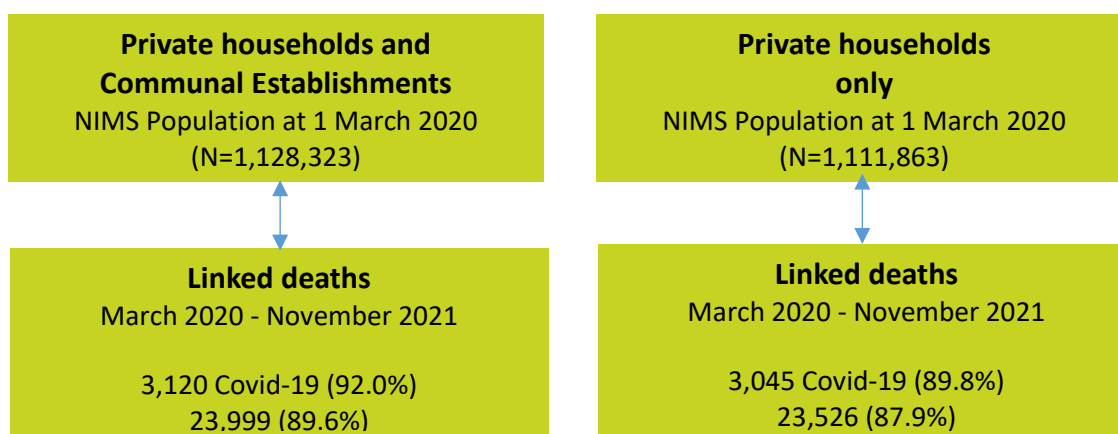 Private households and
Communal Establishments
NIMS Population at 1 March 2020
(N=1,128,323)
Private households
only
NIMS Population at 1 March 2020
(N=1,111,863)
Linked deaths
March 2020 - November 2021
3,120 Covid-19 (92.0%)
23,999 (89.6%)
Linked deaths
March 2020 - November 2021
3,045 Covid-19 (89.8%)
23,526 (87.9%)